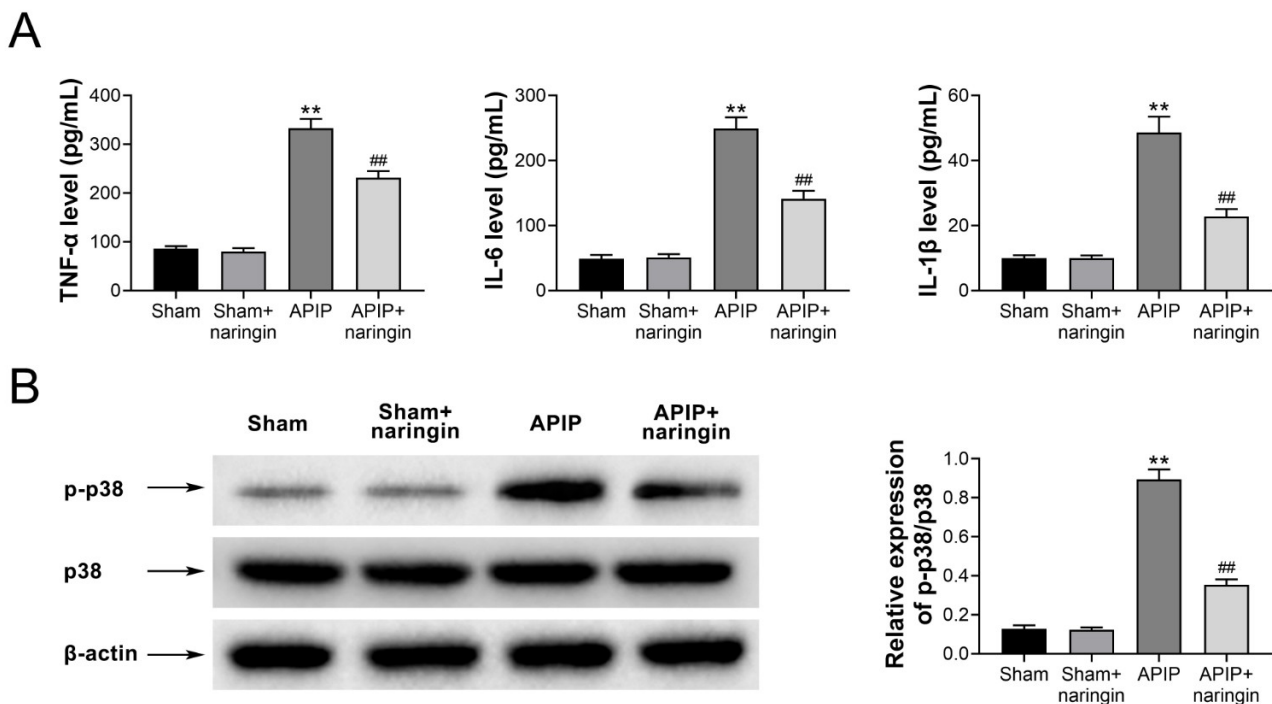 A
TNF-α level (pg/mL)
400
300
200
100
0
**
##
Sham
Sham+
naringin
APIP
APIP+
naringin
IL-6 level (pg/mL)
300
200
100
0
**
##
Sham
Sham+
naringin
APIP
APIP+
naringin
IL-1β level (pg/mL)
60
40
20
0
**
##
Sham
Sham+
naringin
APIP
APIP+
naringin
B
Sham
Sham+
naringin
APIP
APIP+
naringin
p-p38
p38
β-actin
Relative expression
of p-p38/p38
1.0
0.8
0.6
0.4
0.2
0.0
**
##
Sham
Sham+
naringin
APIP
APIP+
naringin